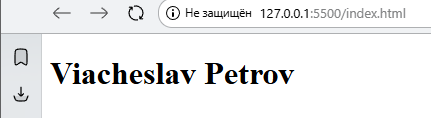 Не защищён 127.0.0.1:5500/index.html
Viacheslav Petrov